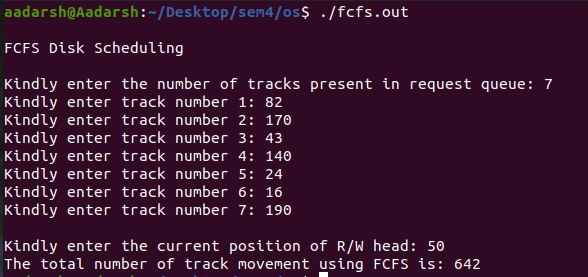 aadarsh@Aadarsh:~/Desktop/sem4/os$ ./fcfs.out
FCFS Disk Scheduling
Kindly enter the number of tracks present in request queue: 7
Kindly enter track number 1: 82
Kindly enter track number 2: 170
Kindly enter track number 3: 43
Kindly enter track number 4: 140
Kindly enter track number 5: 24
Kindly enter track number 6: 16
Kindly enter track number 7: 190
Kindly enter the current position of R/W head: 50
The total number of track movement using FCFS is: 642